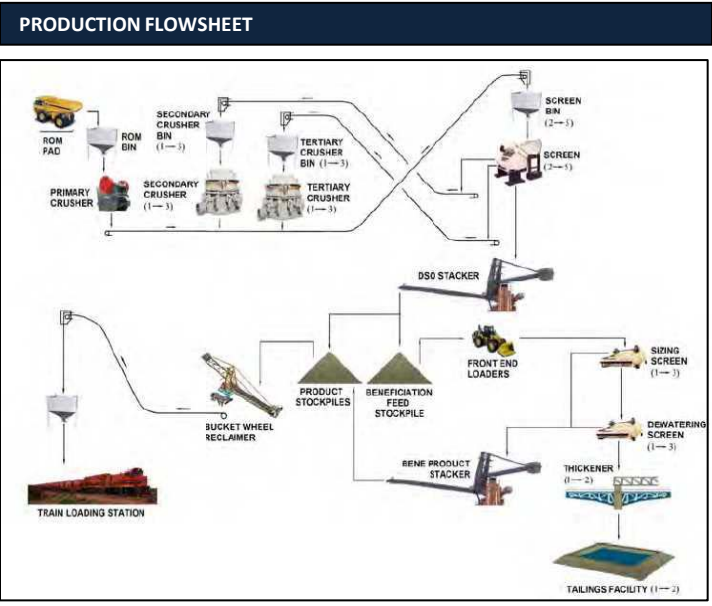 PRODUCTION FLOWSHEET
ROM
PAD
ROM
BIN
PRIMARY
CRUSHER
SECONDARY
CRUSHER
BIN
(1→3)
SECONDARY
CRUSHER
(1→3)
TERTIARY
CRUSHER
BIN (1→3)
TERTIARY
CRUSHER
(1→3)
SCREEN
BIN
(2→5)
SCREEN
(2→5)
DSO STACKER
FRONT END
LOADERS
SIZING
SCREEN
(1→3)
PRODUCT
STOCKPILES
BENEFICIATION
FEED
STOCKPILE
BUCKET WHEEL
RECLAIMER
DEWATERING
SCREEN
(1→3)
BENE PRODUCT
STACKER
THICKENER
(1→2)
TRAIN LOADING STATION
TAILINGS FACILITY (1→2)